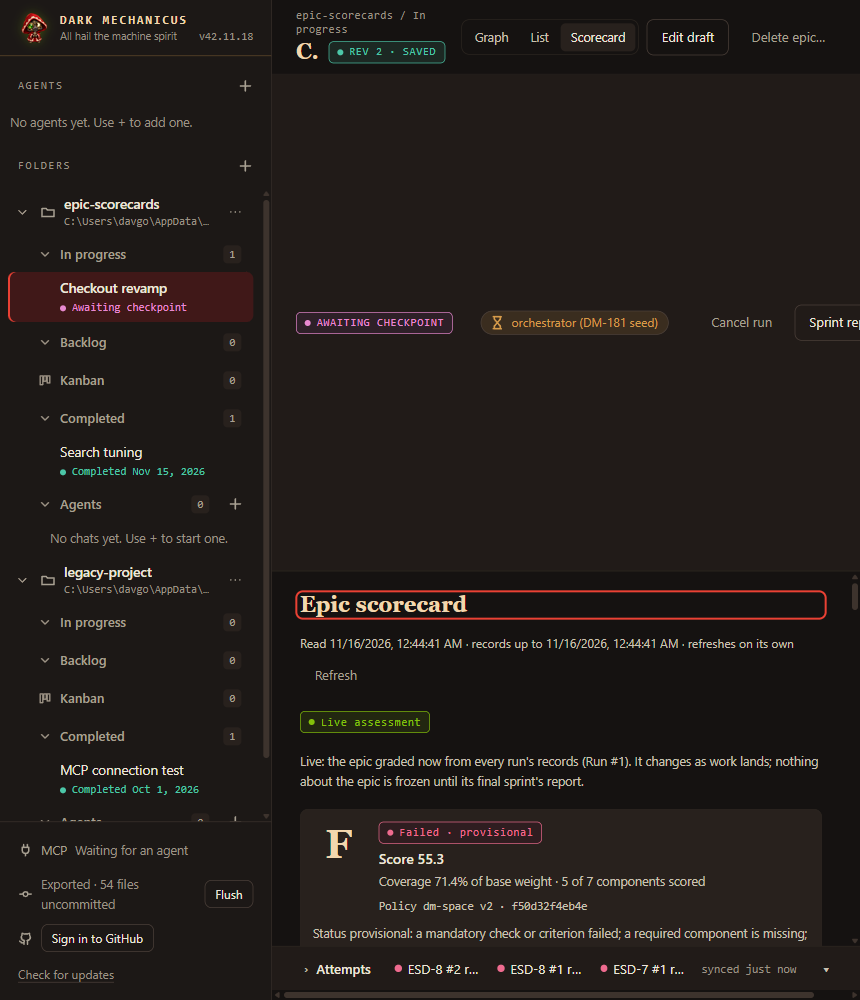 DARK MECHANICUS
All hail the machine spirit v42.11.18
AGENTS
No agents yet. Use + to add one.
FOLDERS
epic-scorecards
C:\Users\davgo\AppData\…
In progress 1
Checkout revamp
Awaiting checkpoint
Backlog 0
Kanban 0
Completed 1
Search tuning
Completed Nov 15, 2026
Agents 0
No chats yet. Use + to start one.
legacy-project
C:\Users\davgo\AppData\…
In progress 0
Backlog 0
Kanban 0
Completed 1
MCP connection test
Completed Oct 1, 2026
MCP Waiting for an agent
Exported · 54 files
uncommitted
Flush
Sign in to GitHub
Check for updates
epic-scorecards / In
progress
C. REV 2 · SAVED
Graph List Scorecard Edit draft Delete epic...
AWAITING CHECKPOINT orchestrator (DM-181 seed) Cancel run Sprint rep
Epic scorecard
Read 11/16/2026, 12:44:41 AM · records up to 11/16/2026, 12:44:41 AM · refreshes on its own
Refresh
Live assessment
Live: the epic graded now from every run's records (Run #1). It changes as work lands; nothing
about the epic is frozen until its final sprint's report.
F
Failed · provisional
Score 55.3
Coverage 71.4% of base weight · 5 of 7 components scored
Policy dm-space v2 · f50d32f4eb4e
Status provisional: a mandatory check or criterion failed; a required component is missing;
Attempts ESD-8 #2 r... ESD-8 #1 r... ESD-7 #1 r... synced just now